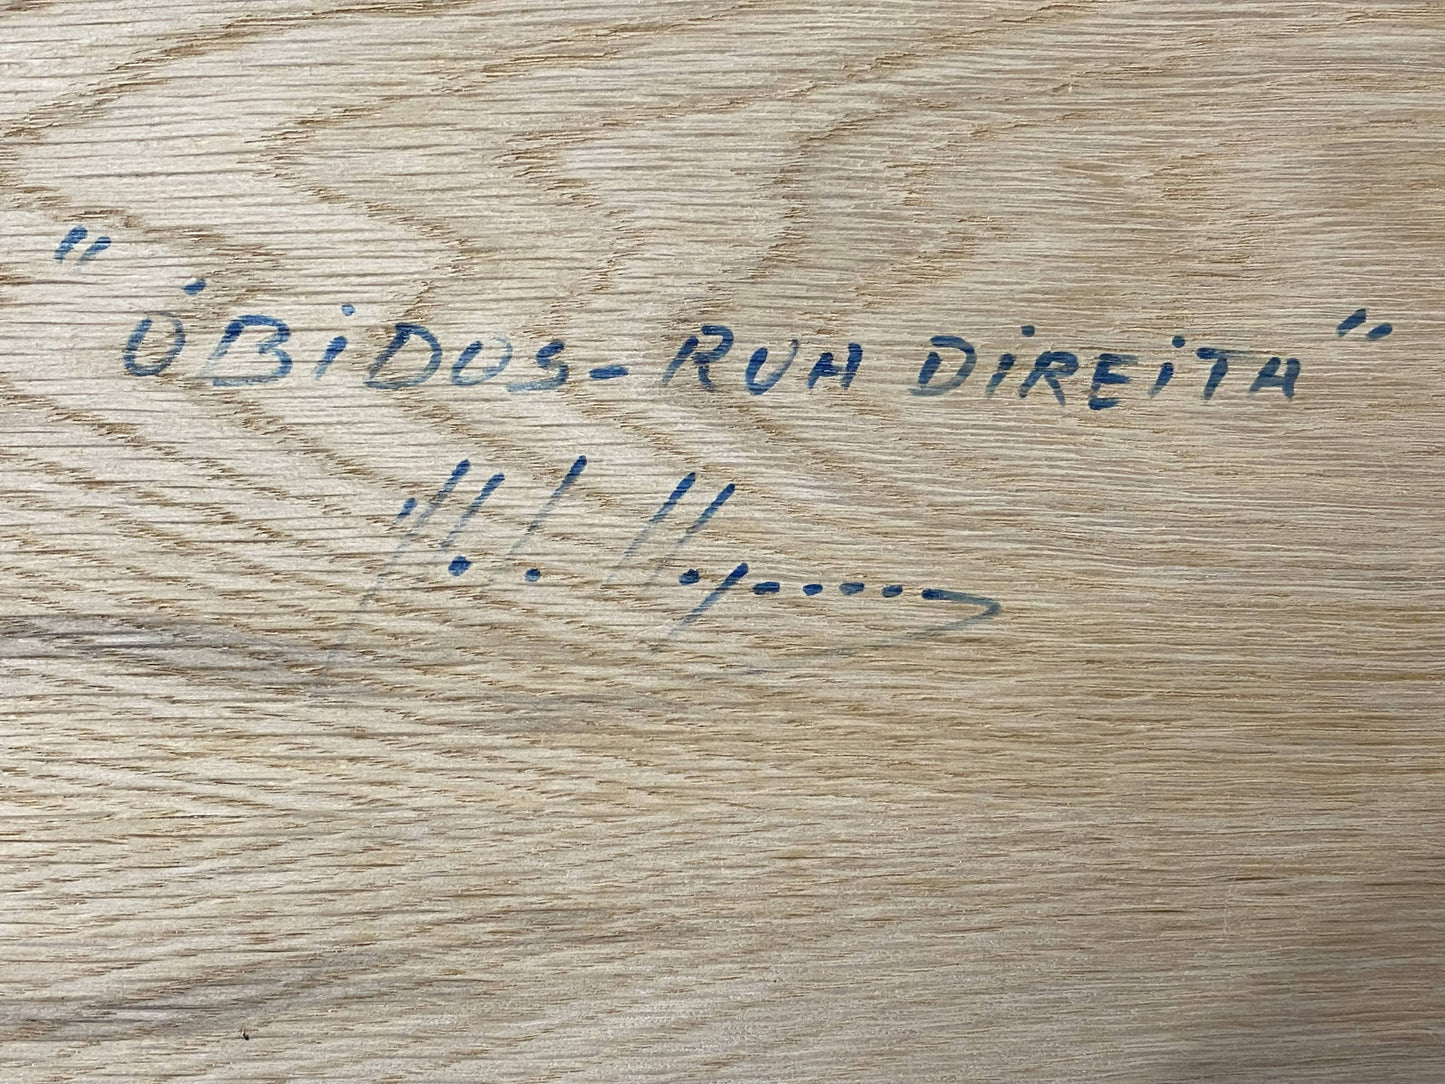 "ÓBiDOS - RUA DiREiTA"